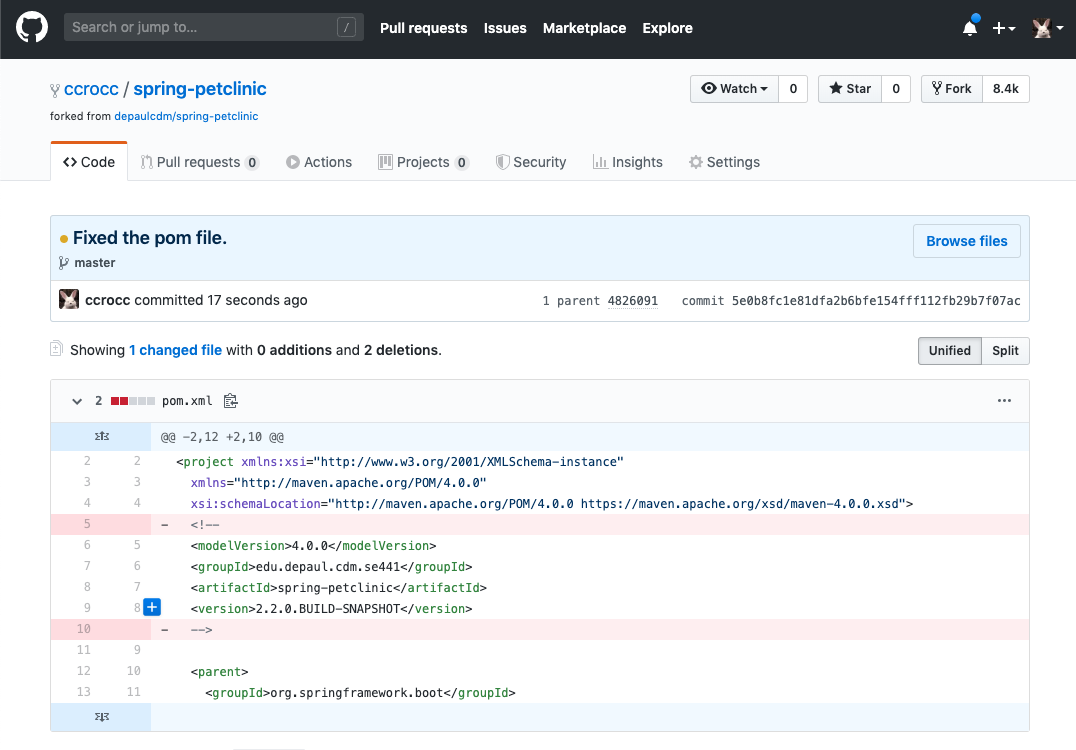 Search or jump to... / Pull requests Issues Marketplace Explore
ccrocc / spring-petclinic Watch 0 Star 0 Fork 8.4k
forked from depaulcdm/spring-petclinic
Code Pull requests 0 Actions Projects 0 Security Insights Settings
Fixed the pom file. Browse files
master
ccrocc committed 17 seconds ago 1 parent 4826091 commit 5e0b8fc1e81dfa2b6bfe154fff112fb29b7f07ac
Showing 1 changed file with 0 additions and 2 deletions. Unified Split
2 pom.xml
@@ -2,12 +2,10 @@
2 2 <project xmlns:xsi="http://www.w3.org/2001/XMLSchema-instance"
3 3 xmlns="http://maven.apache.org/POM/4.0.0"
4 4 xsi:schemaLocation="http://maven.apache.org/POM/4.0.0 https://maven.apache.org/xsd/maven-4.0.0.xsd">
5 - <!--
6 5 <modelVersion>4.0.0</modelVersion>
7 6 <groupId>edu.depaul.cdm.se441</groupId>
8 7 <artifactId>spring-petclinic</artifactId>
9 8 + <version>2.2.0.BUILD-SNAPSHOT</version>
10 - -->
11 9
12 10 <parent>
13 11 <groupId>org.springframework.boot</groupId>